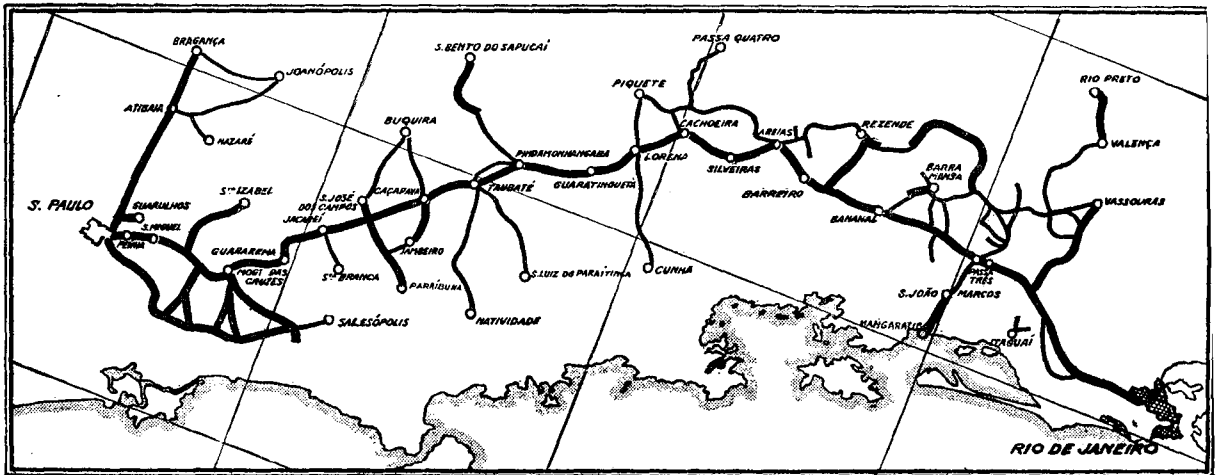 BRAGANÇA
JOANÓPOLIS
ATIBAIA
NAZARÉ
S. PAULO
GUARULHOS
S. MIGUEL
PENHA
Sta IZABEL
GUARAREMA
MOGI DAS
CRUZES
SALESÓPOLIS
JACAREÍ
Sta BRANCA
S. JOSÉ
DOS CAMPOS
BUQUIRA
CAÇAPAVA
JAMBEIRO
PARAÍBUNA
S. BENTO DO SAPUCAÍ
TAUBATÉ
PINDAMONHANGABA
NATIVIDADE
S. LUIZ DO PARAITINGA
GUARATINGUETÁ
PIQUETE
LORENA
CUNHA
PASSA QUATRO
CACHOEIRA
SILVEIRAS
AREIAS
BARREIRO
REZENDE
BANANAL
BARRA
MANSA
RIO PRETO
VALENÇA
VASSOURAS
PASSA
TRÊS
S. JOÃO MARCOS
MANGARATIBA
ITAGUAÍ
RIO DE JANEIRO